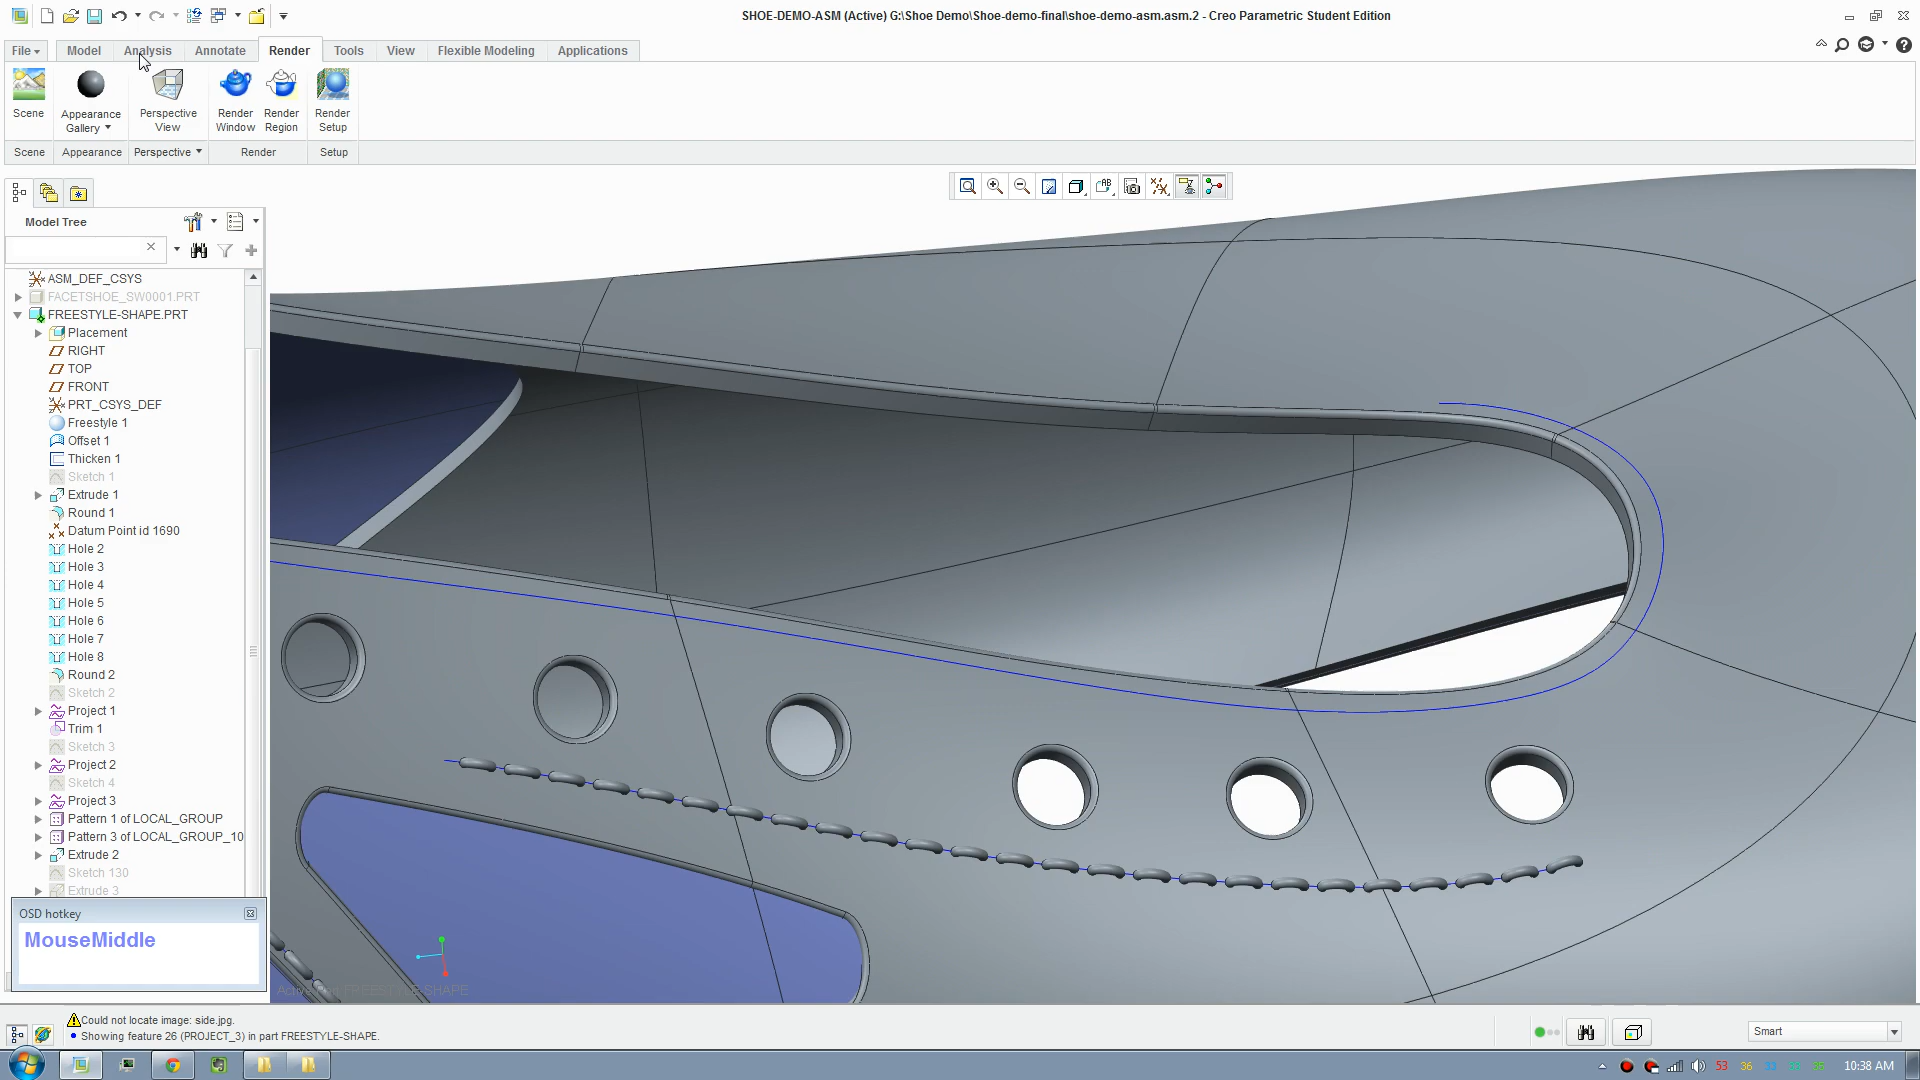 SHOE-DEMO-ASM (Active) G:\Shoe Demo\Shoe-demo-final\shoe-demo-asm.asm.2 - Creo Parametric Student Edition
File Model Analysis Annotate Render Tools View Flexible Modeling Applications
Scene
Appearance Gallery
Perspective View
Render Window
Render Region
Render Setup
Scene Appearance Perspective Render Setup
Model Tree
ASM_DEF_CSYS
FACETSHOE_SW0001.PRT
FREESTYLE-SHAPE.PRT
Placement
RIGHT
TOP
FRONT
PRT_CSYS_DEF
Freestyle 1
Offset 1
Thicken 1
Sketch 1
Extrude 1
Round 1
Datum Point id 1690
Hole 2
Hole 3
Hole 4
Hole 5
Hole 6
Hole 7
Hole 8
Round 2
Sketch 2
Project 1
Trim 1
Sketch 3
Project 2
Sketch 4
Project 3
Pattern 1 of LOCAL_GROUP
Pattern 3 of LOCAL_GROUP_10
Extrude 2
Sketch 130
Extrude 3
OSD hotkey
MouseMiddle
Active Part: FREESTYLE-SHAPE
Could not locate image: side.jpg.
Showing feature 26 (PROJECT_3) in part FREESTYLE-SHAPE.
Smart
53 36
10:38 AM